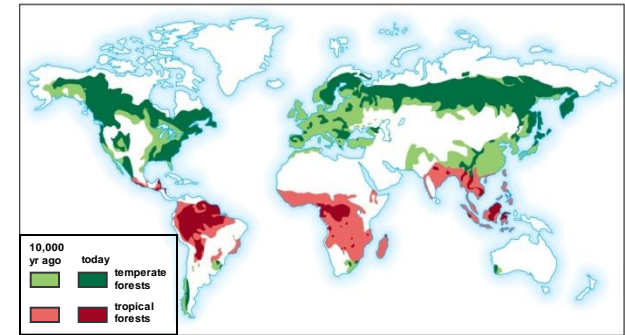 10,000
yr ago today
temperate
forests
tropical
forests